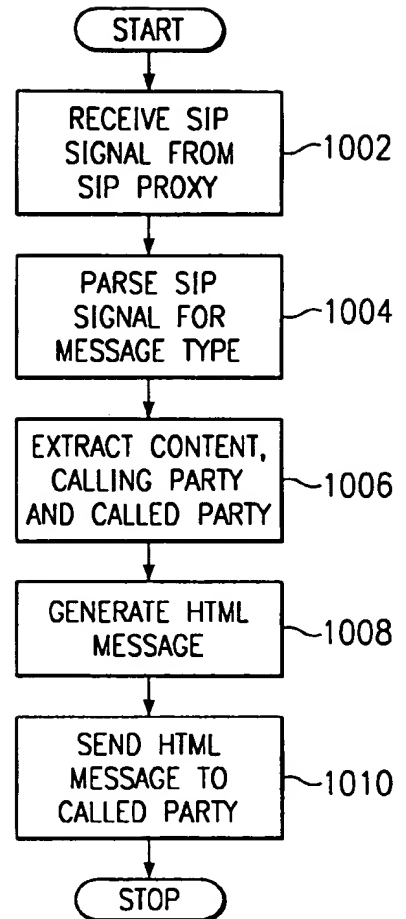 START
RECEIVE SIP
SIGNAL FROM
SIP PROXY
1002
PARSE SIP
SIGNAL FOR
MESSAGE TYPE
1004
EXTRACT CONTENT,
CALLING PARTY
AND CALLED PARTY
1006
GENERATE HTML
MESSAGE
1008
SEND HTML
MESSAGE TO
CALLED PARTY
1010
STOP